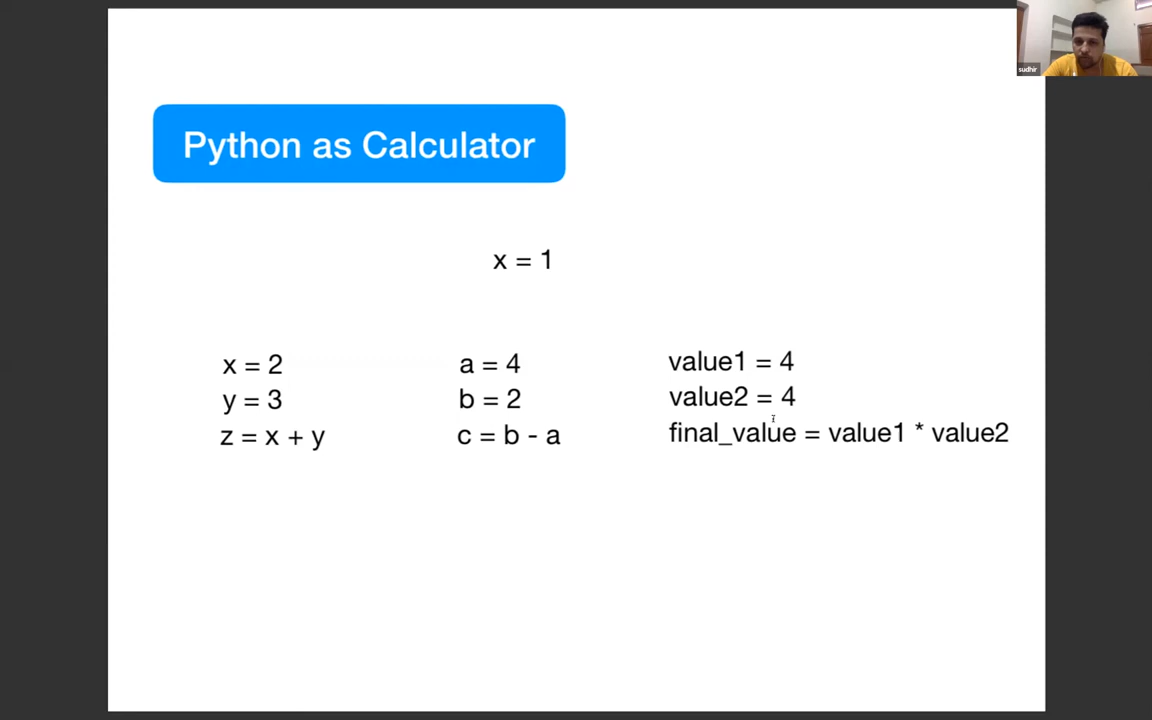 Python as Calculator
sudhir
x = 1
x = 2
y = 3
z = x + y
a = 4
b = 2
c = b - a
value1 = 4
value2 = 4
final_value = value1 * value2